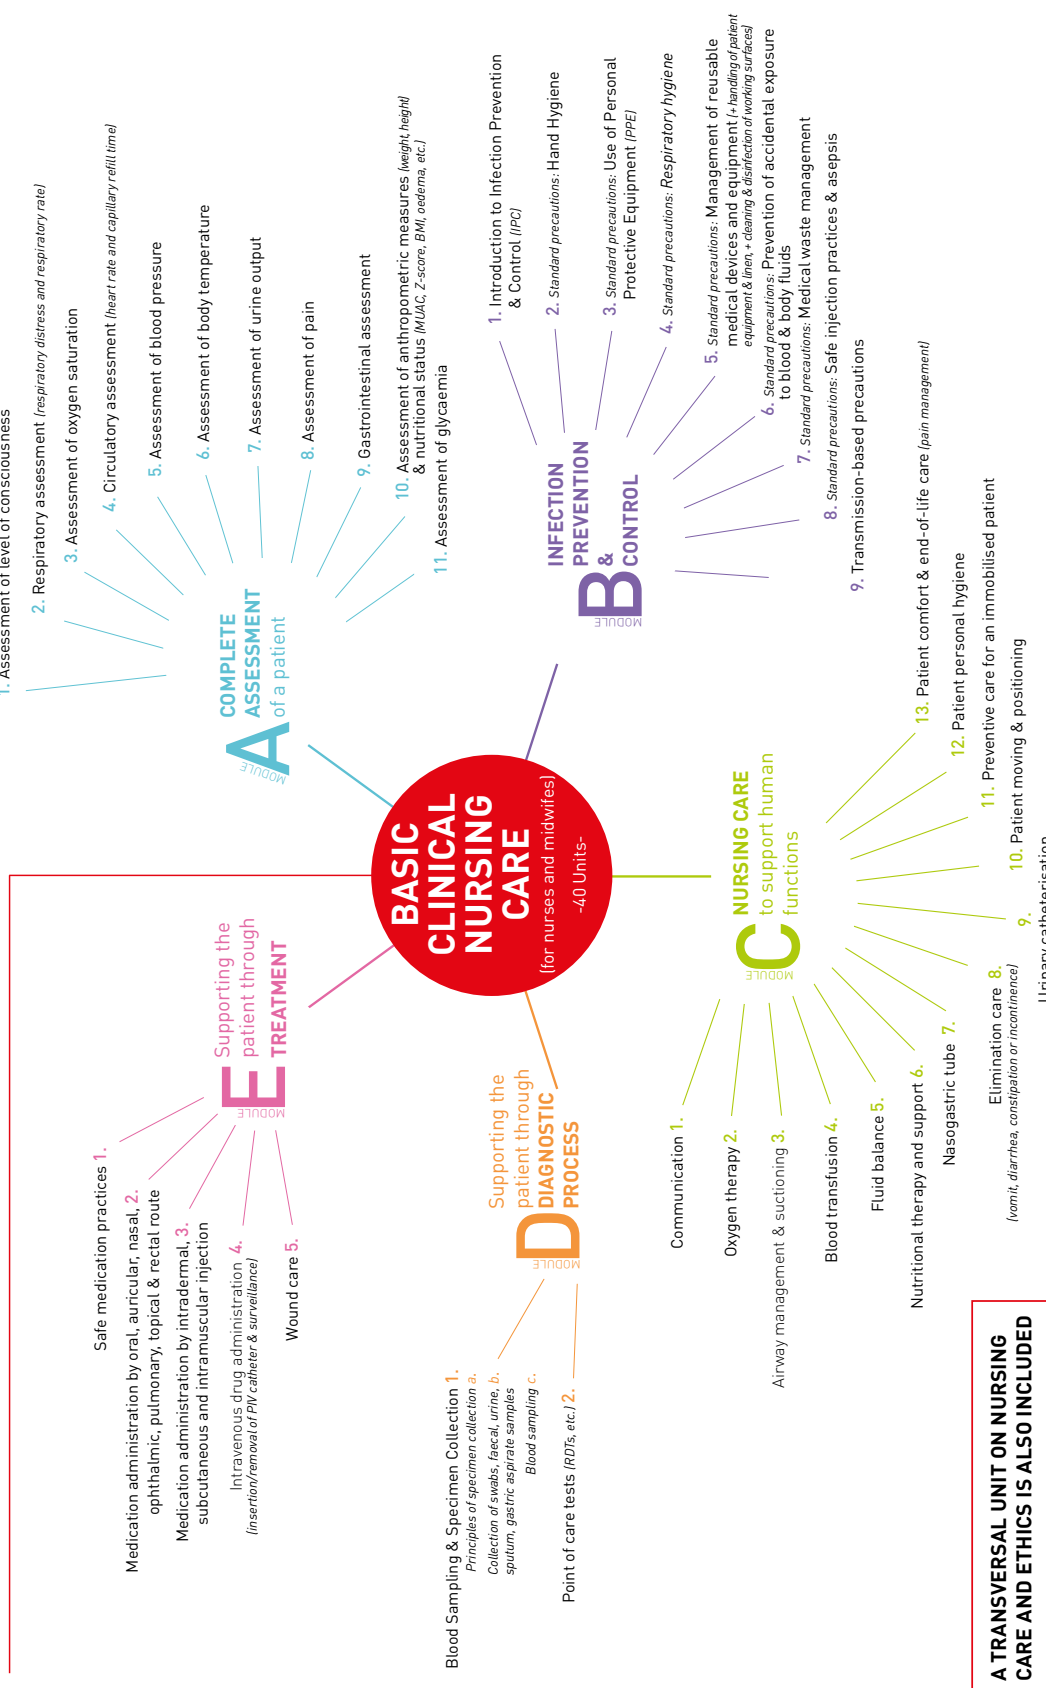 BASIC
CLINICAL
NURSING
CARE
(for nurses and midwifes)
-40 Units-
MODULE
A
COMPLETE
ASSESSMENT
of a patient
1. Assessment of level of consciousness
2. Respiratory assessment (respiratory distress and respiratory rate)
3. Assessment of oxygen saturation
4. Circulatory assessment (heart rate and capillary refill time)
5. Assessment of blood pressure
6. Assessment of body temperature
7. Assessment of urine output
8. Assessment of pain
9. Gastrointestinal assessment
10. Assessment of anthropometric measures (weight, height)
& nutritional status (MUAC, Z-score, BMI, oedema, etc.)
11. Assessment of glycaemia
MODULE
B
INFECTION
PREVENTION
&
CONTROL
1. Introduction to Infection Prevention
& Control (IPC)
2. Standard precautions: Hand Hygiene
3. Standard precautions: Use of Personal
Protective Equipment (PPE)
4. Standard precautions: Respiratory hygiene
5. Standard precautions: Management of reusable
medical devices and equipment (+ handling of patient
equipment & linen, + cleaning & disinfection of working surfaces)
6. Standard precautions: Prevention of accidental exposure
to blood & body fluids
7. Standard precautions: Medical waste management
8. Standard precautions: Safe injection practices & asepsis
9. Transmission-based precautions
MODULE
C
NURSING CARE
to support human
functions
Communication 1.
Oxygen therapy 2.
Airway management & suctioning 3.
Blood transfusion 4.
Fluid balance 5.
Nutritional therapy and support 6.
Nasogastric tube 7.
Elimination care 8.
(vomit, diarrhea, constipation or incontinence)
9.
Urinary catheterisation
10. Patient moving & positioning
11. Preventive care for an immobilised patient
12. Patient personal hygiene
13. Patient comfort & end-of-life care (pain management)
MODULE
D
Supporting the
patient through
DIAGNOSTIC
PROCESS
Blood Sampling & Specimen Collection 1.
Principles of specimen collection a.
Collection of swabs, faecal, urine, b.
sputum, gastric aspirate samples
Blood sampling c.
Point of care tests (RDTs, etc.) 2.
MODULE
E
Supporting the
patient through
TREATMENT
Safe medication practices 1.
Medication administration by oral, auricular, nasal, 2.
ophthalmic, pulmonary, topical & rectal route
Medication administration by intradermal, 3.
subcutaneous and intramuscular injection
Intravenous drug administration 4.
(insertion/removal of PIV catheter & surveillance)
Wound care 5.
A TRANSVERSAL UNIT ON NURSING
CARE AND ETHICS IS ALSO INCLUDED